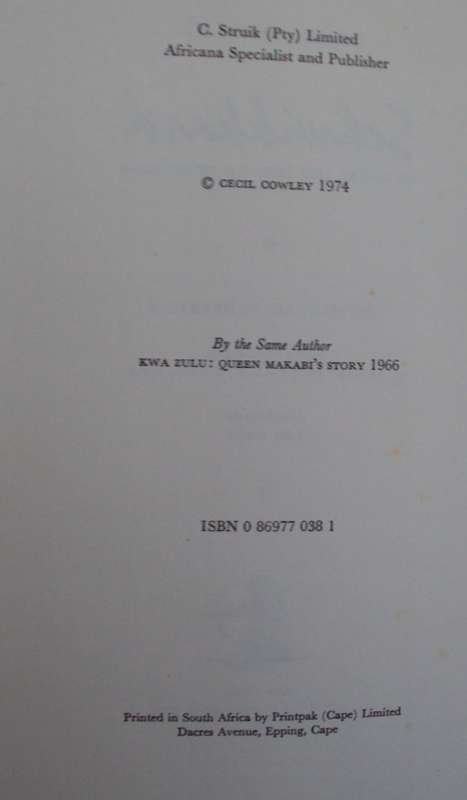 C. Struik (Pty) Limited
Africana Specialist and Publisher
© CECIL COWLEY 1974
By the Same Author
KWA ZULU: QUEEN MAKABI'S STORY 1966
ISBN 0 86977 038 1
Printed in South Africa by Printpak (Cape) Limited
Dacres Avenue, Epping, Cape